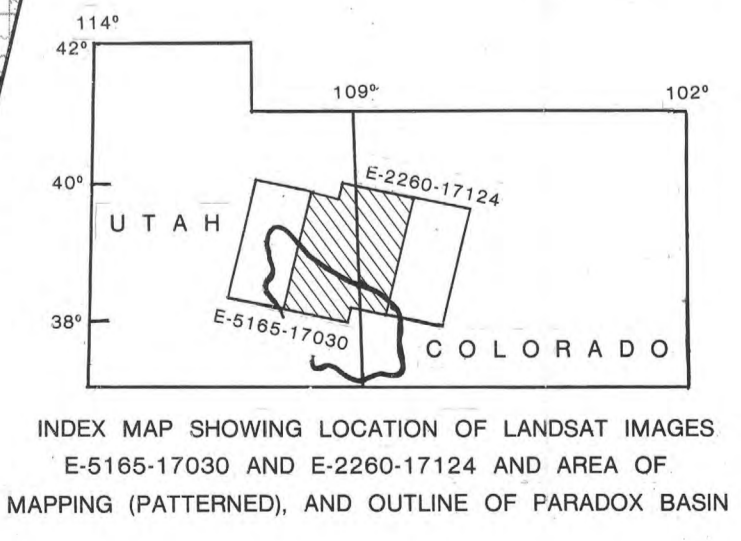 114°
42°
109°
102°
40°
E-2260-17124
U T A H
38°
E-5165-17030
C O L O R A D O
INDEX MAP SHOWING LOCATION OF LANDSAT IMAGES
E-5165-17030 AND E-2260-17124 AND AREA OF
MAPPING (PATTERNED), AND OUTLINE OF PARADOX BASIN